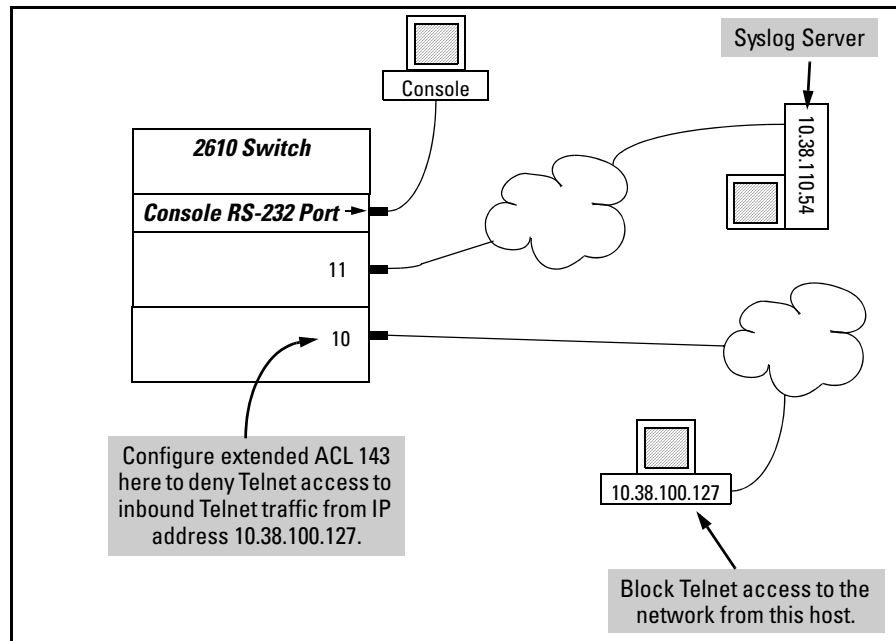 Syslog Server
Console
2610 Switch
10.38.110.54
Console RS-232 Port
11
10
Configure extended ACL 143
here to deny Telnet access to
inbound Telnet traffic from IP
address 10.38.100.127.
10.38.100.127
Block Telnet access to the
network from this host.